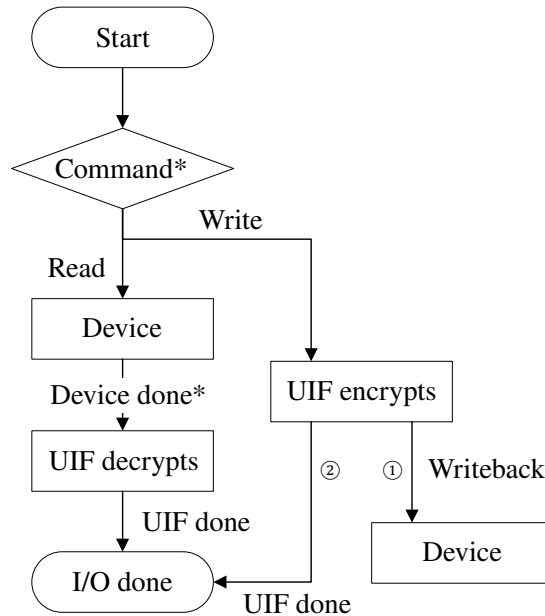 Start
Command*
Write
Read
Device
Device done*
UIF encrypts
UIF decrypts
② ① Writeback
UIF done
Device
I/O done
UIF done